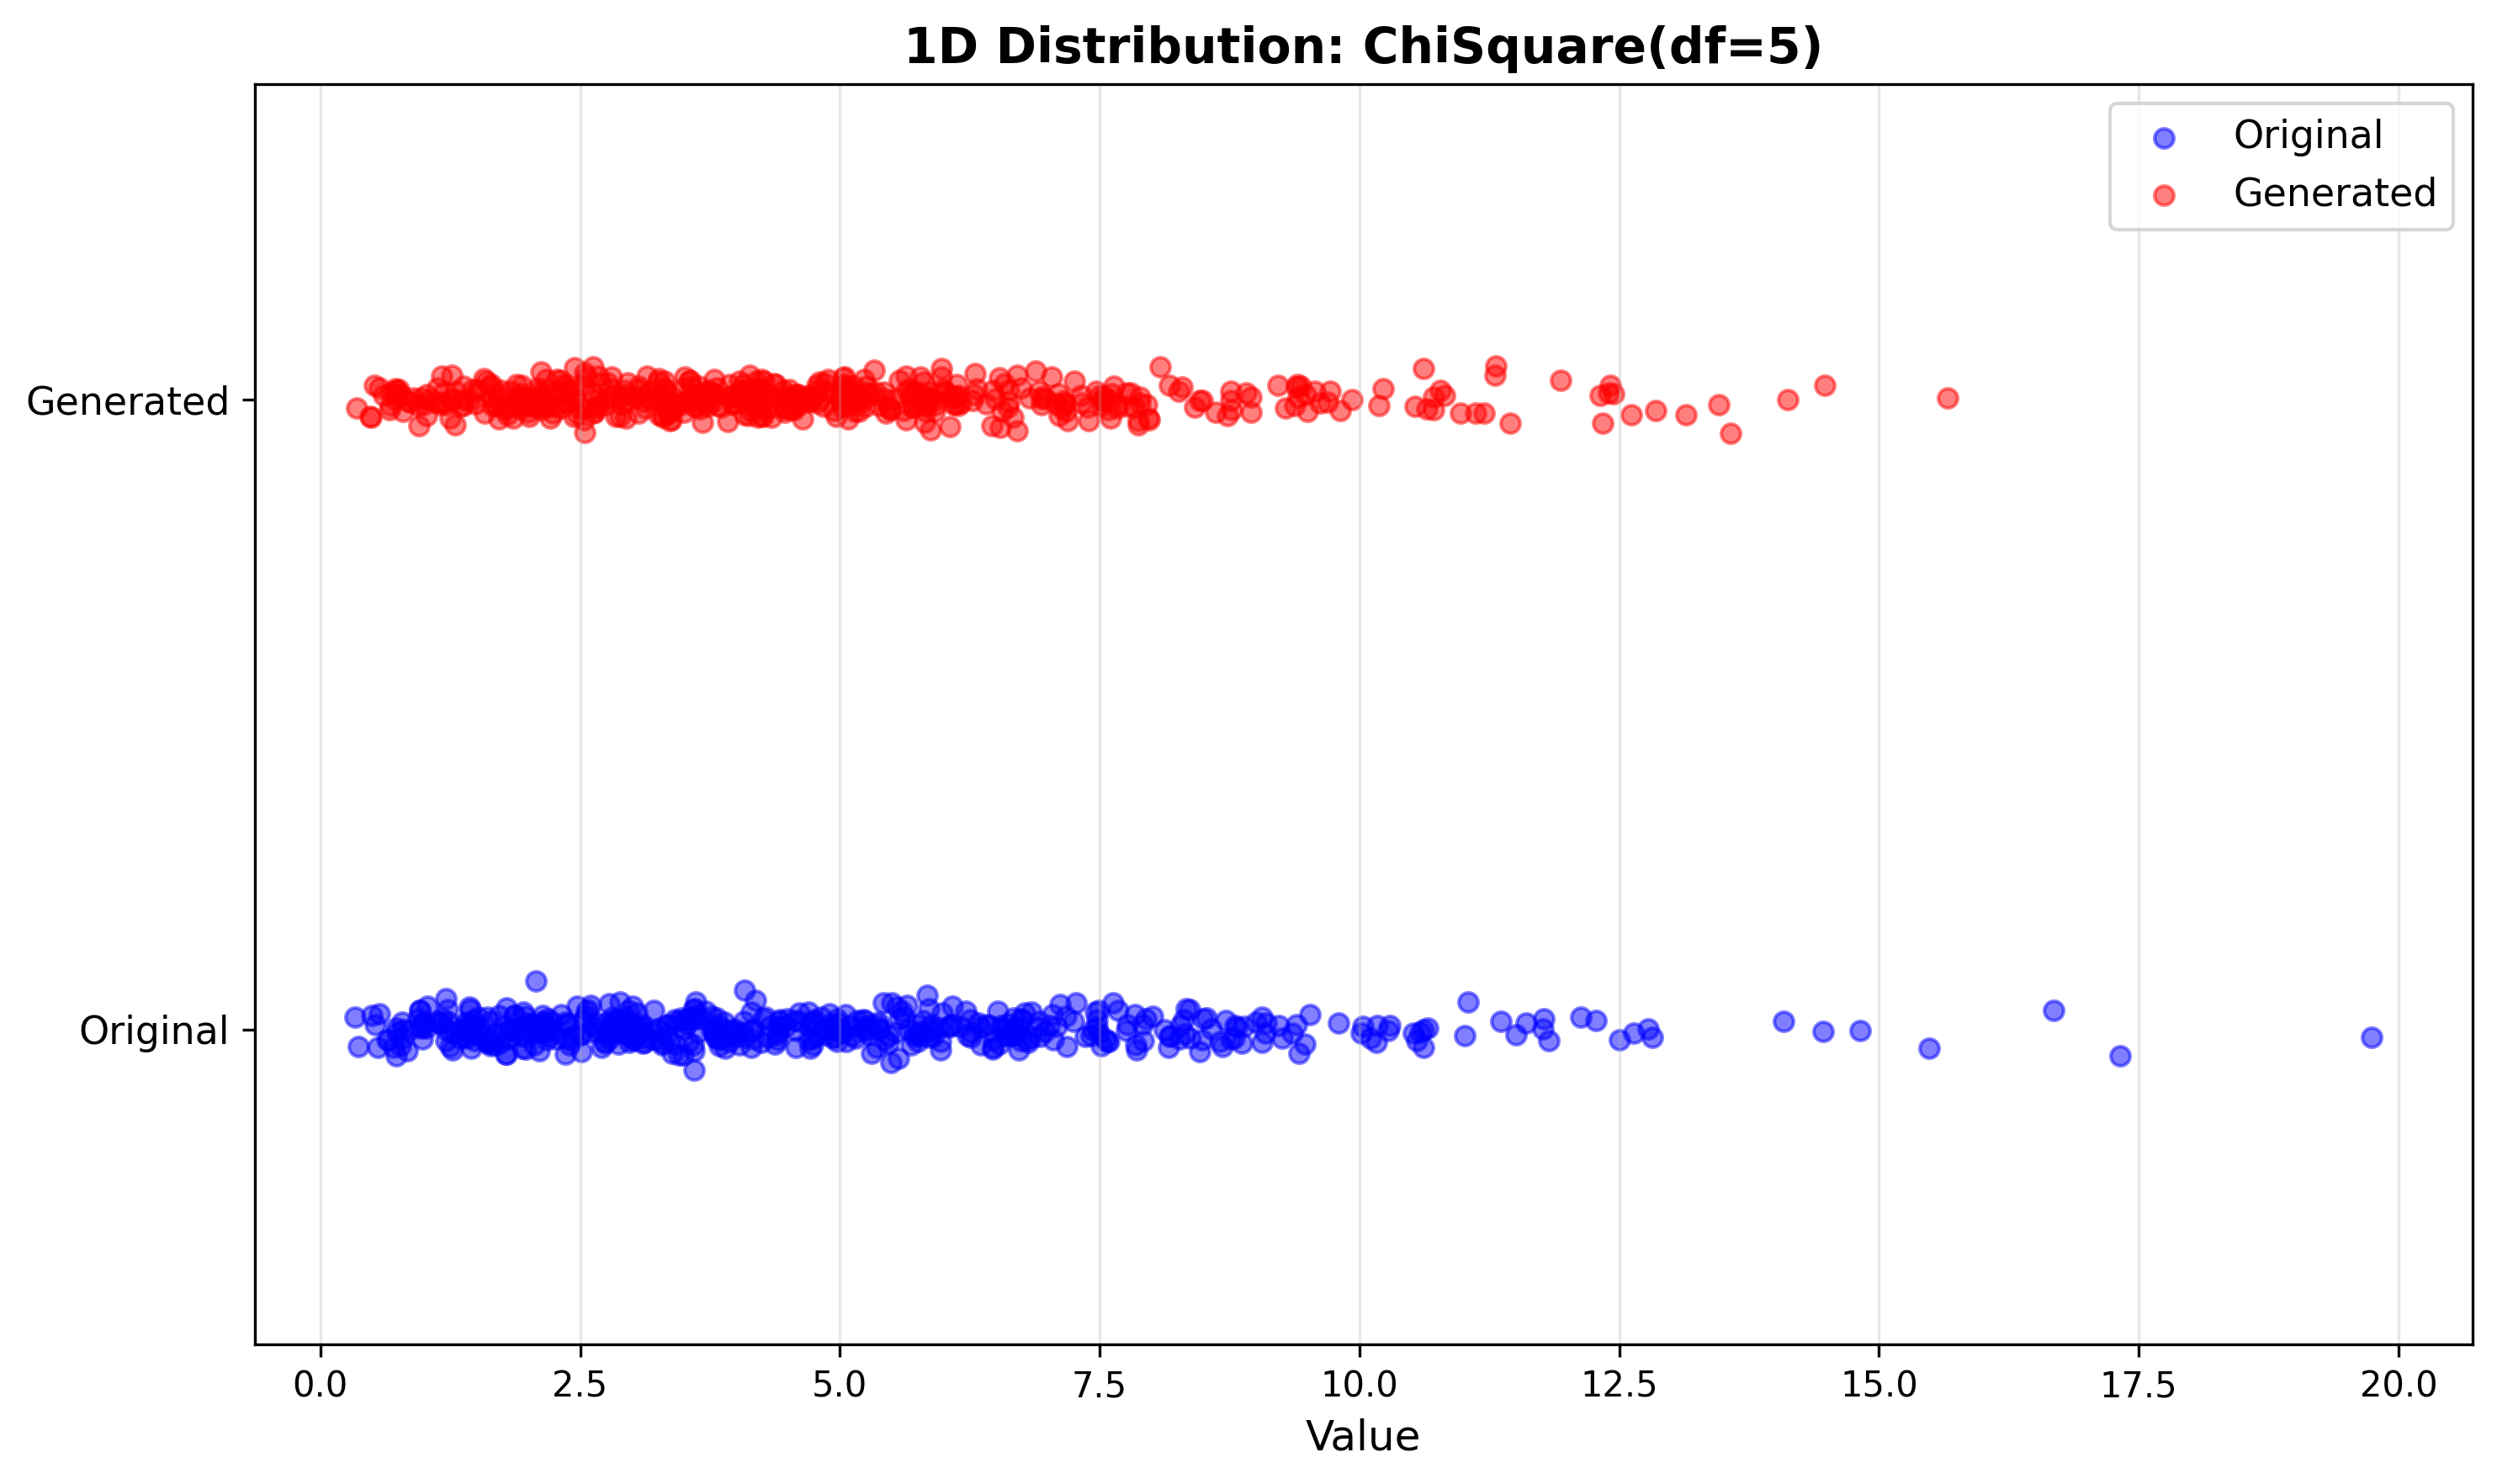 1D Distribution: ChiSquare(df=5)
Original
Generated
Generated
Original
0.0 2.5 5.0 7.5 10.0 12.5 15.0 17.5 20.0
Value